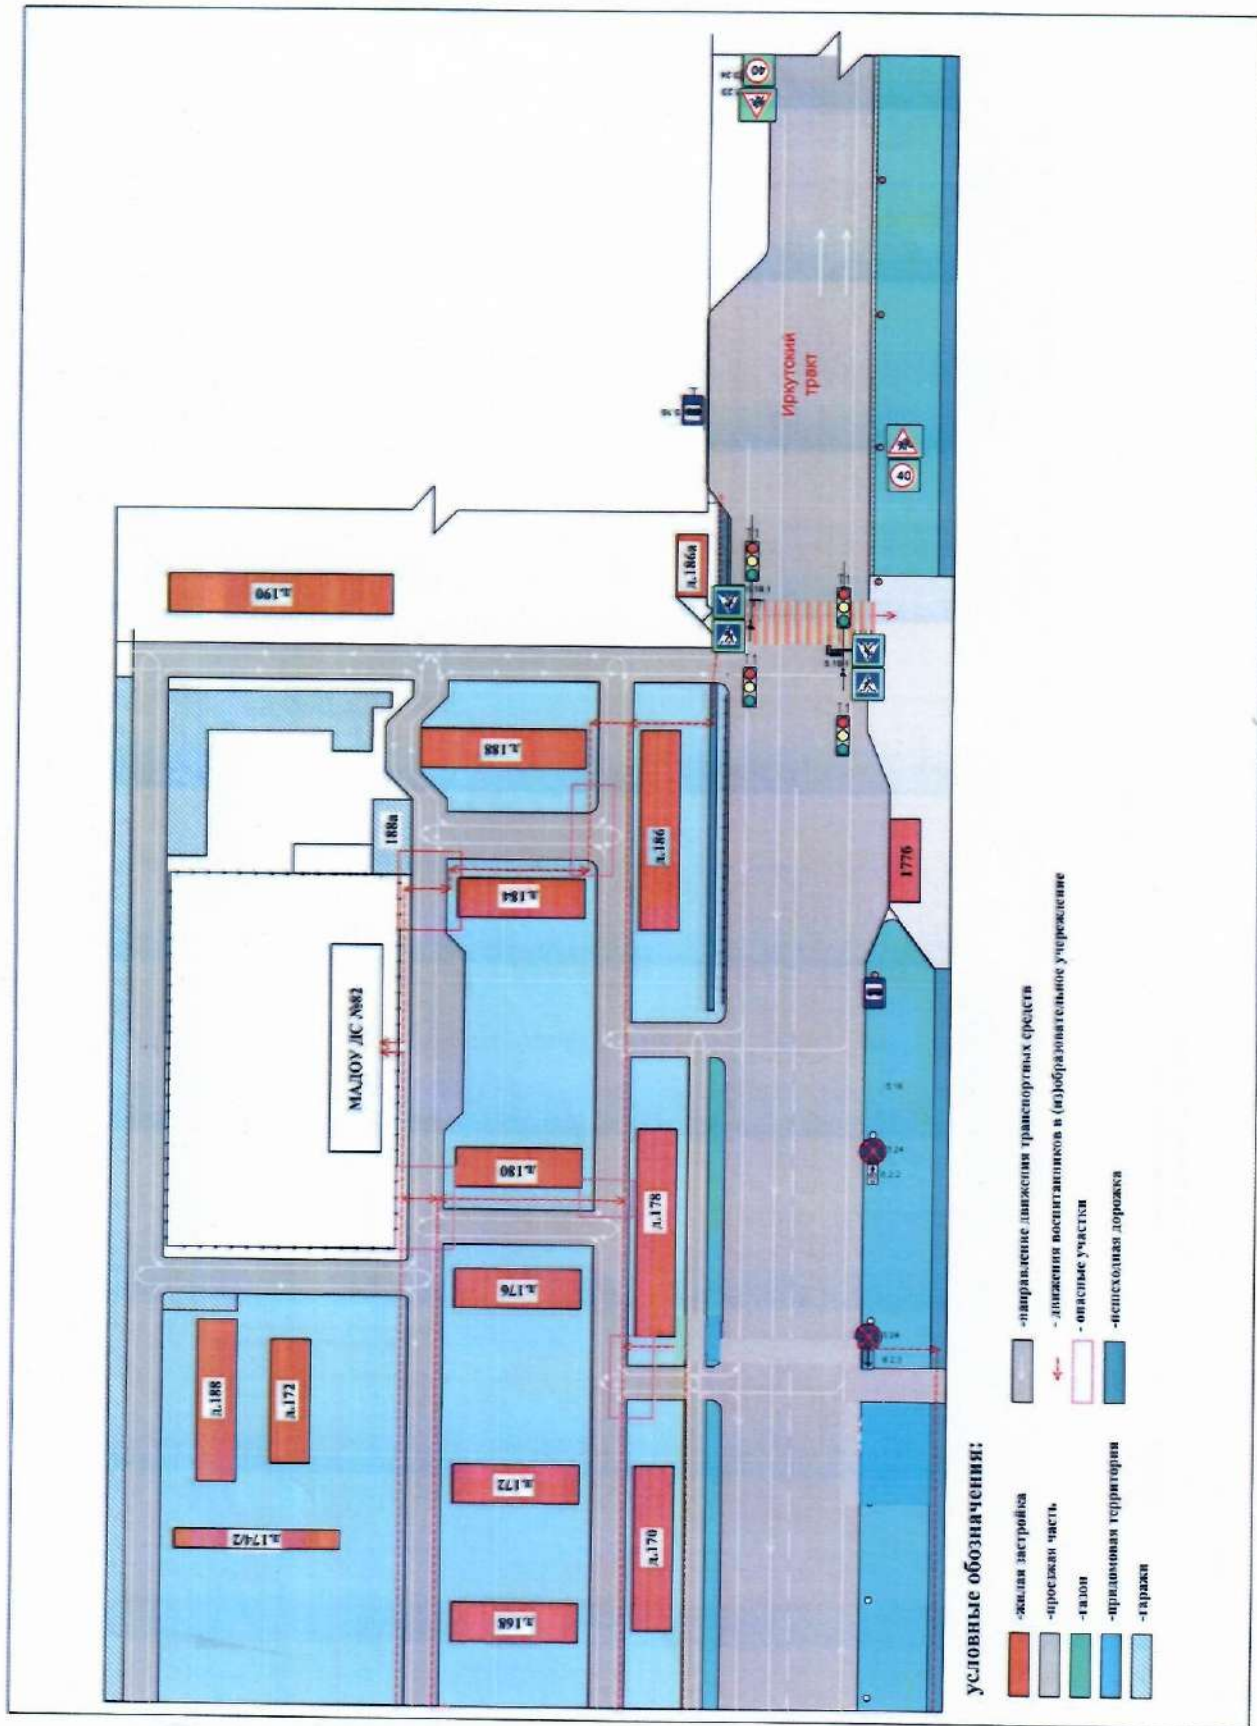 д.190
д.186а
д.188
188а
д.184
д.186
МАДОУ ДС №82
Иркутский
тракт
40
40
177б
д.180
д.178
д.176
д.188
д.172
д.174/2
д.172
д.170
д.168
условные обозначения:
-жилая застройка
-проезжая часть
-газон
-придомовая территория
-гаражи
-направление движения транспортных средств
- движения воспитанников в (из)образовательное учереждение
- опасные участки
-пешеходная дорожка